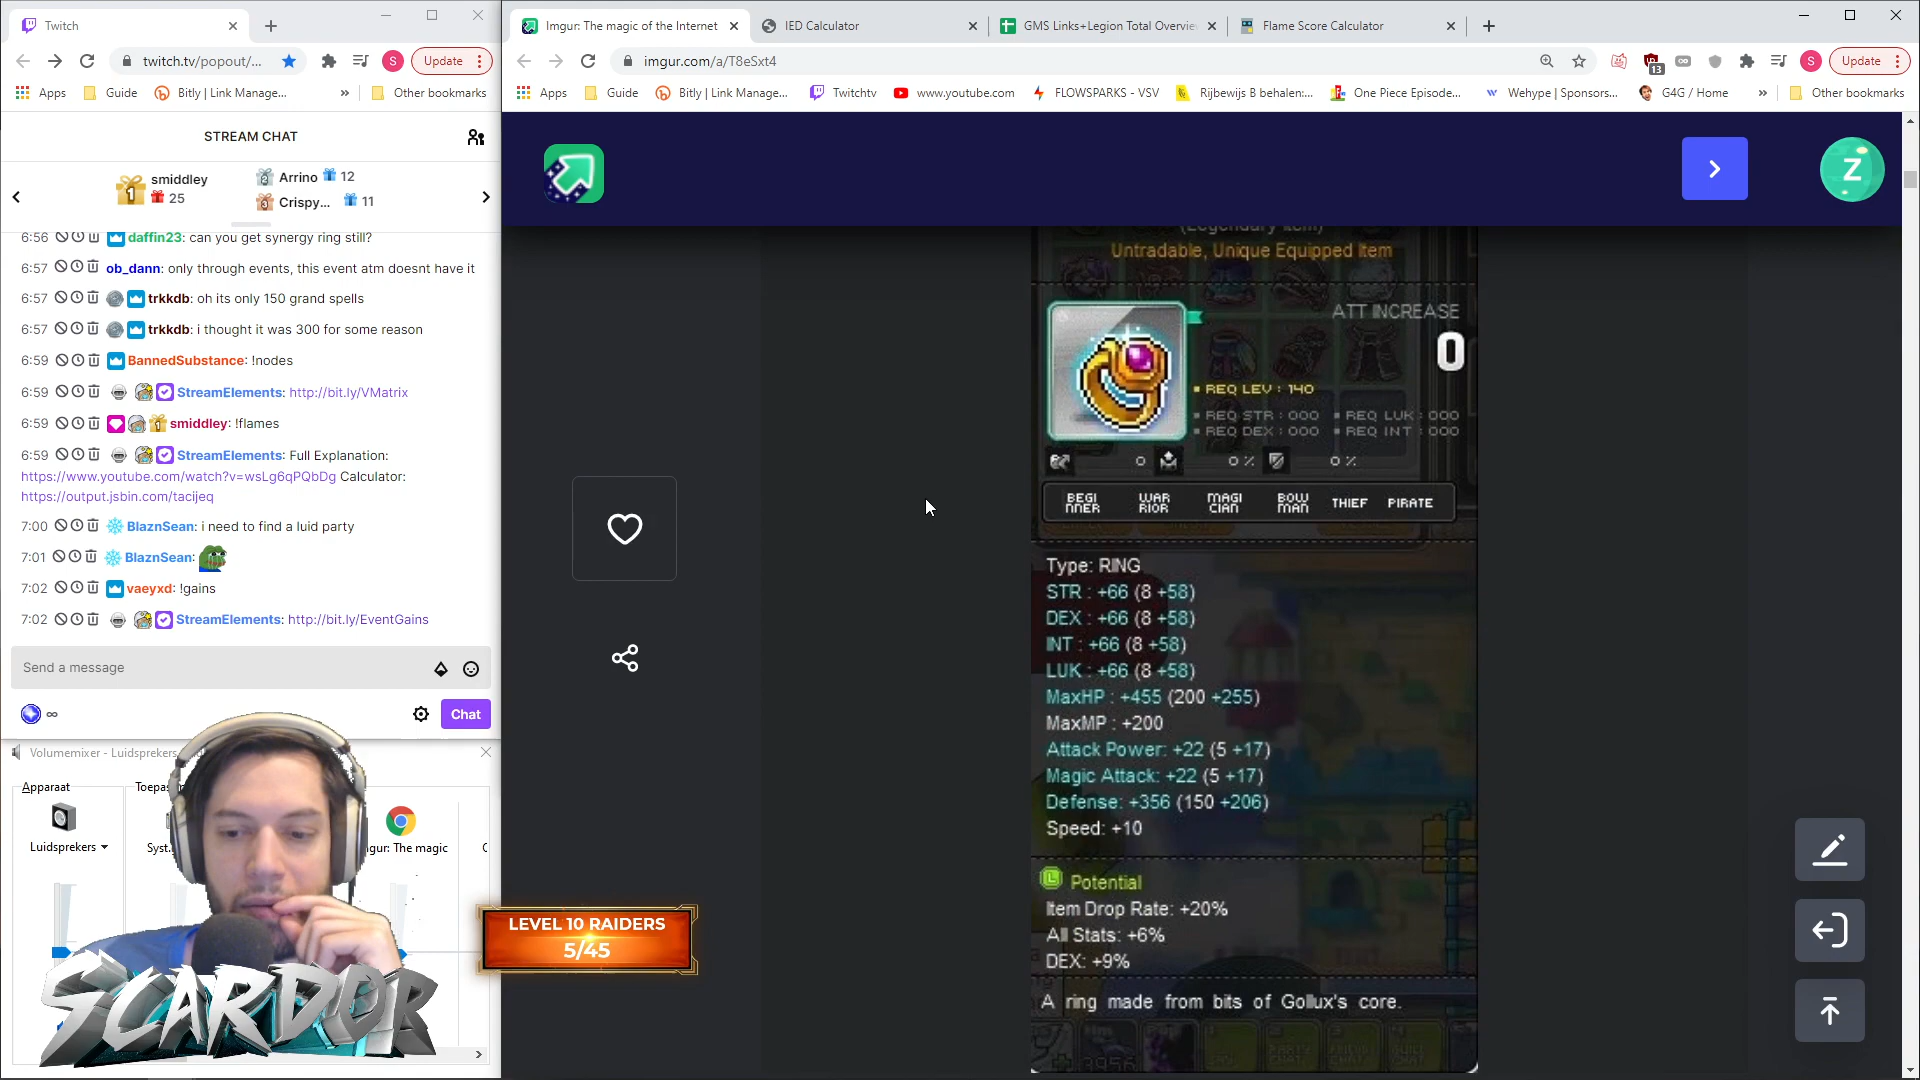 Twitch
twitch.tv/popout/...
S
Update
Apps
Guide
Bitly | Link Manage...
»
Other bookmarks
STREAM CHAT
1
smiddley
25
Arrino 12
Crispy... 11
6:56 daffin23: can you get synergy ring still?
6:57 ob_dann: only through events, this event atm doesnt have it
6:57 trkkdb: oh its only 150 grand spells
6:57 trkkdb: i thought it was 300 for some reason
6:59 BannedSubstance: !nodes
6:59 StreamElements: http://bit.ly/VMatrix
6:59 smiddley: !flames
6:59 StreamElements: Full Explanation:
https://www.youtube.com/watch?v=wsLg6qPQbDg Calculator:
https://output.jsbin.com/tacijeq
7:00 BlaznSean: i need to find a luid party
7:01 BlaznSean:
7:02 vaeyxd: !gains
7:02 StreamElements: http://bit.ly/EventGains
Send a message
∞
Chat
Volumemixer - Luidsprekers
Apparaat
Toepas
Luidsprekers
Syst
gur: The magic
SCARDOR
LEVEL 10 RAIDERS
5/45
Imgur: The magic of the Internet
IED Calculator
GMS Links+Legion Total Overvie
Flame Score Calculator
imgur.com/a/T8eSxt4
13
S
Update
Apps
Guide
Bitly | Link Manage...
Twitchtv
www.youtube.com
FLOWSPARKS - VSV
Rijbewijs B behalen:...
One Piece Episode...
Wehype | Sponsors...
G4G / Home
»
Other bookmarks
Z
(Legendary Item)
Untradable, Unique Equipped Item
ATT INCREASE
0
REQ LEV : 140
REQ STR : 000 REQ LUK : 000
REQ DEX : 000 REQ INT : 000
0 0 % 0 %
BEGINNER WARRIOR MAGICIAN BOWMAN THIEF PIRATE
Type: RING
STR : +66 (8 +58)
DEX : +66 (8 +58)
INT : +66 (8 +58)
LUK : +66 (8 +58)
MaxHP : +455 (200 +255)
MaxMP : +200
Attack Power: +22 (5 +17)
Magic Attack: +22 (5 +17)
Defense: +356 (150 +206)
Speed: +10
L Potential
Item Drop Rate: +20%
All Stats: +6%
DEX: +9%
A ring made from bits of Gollux's core.